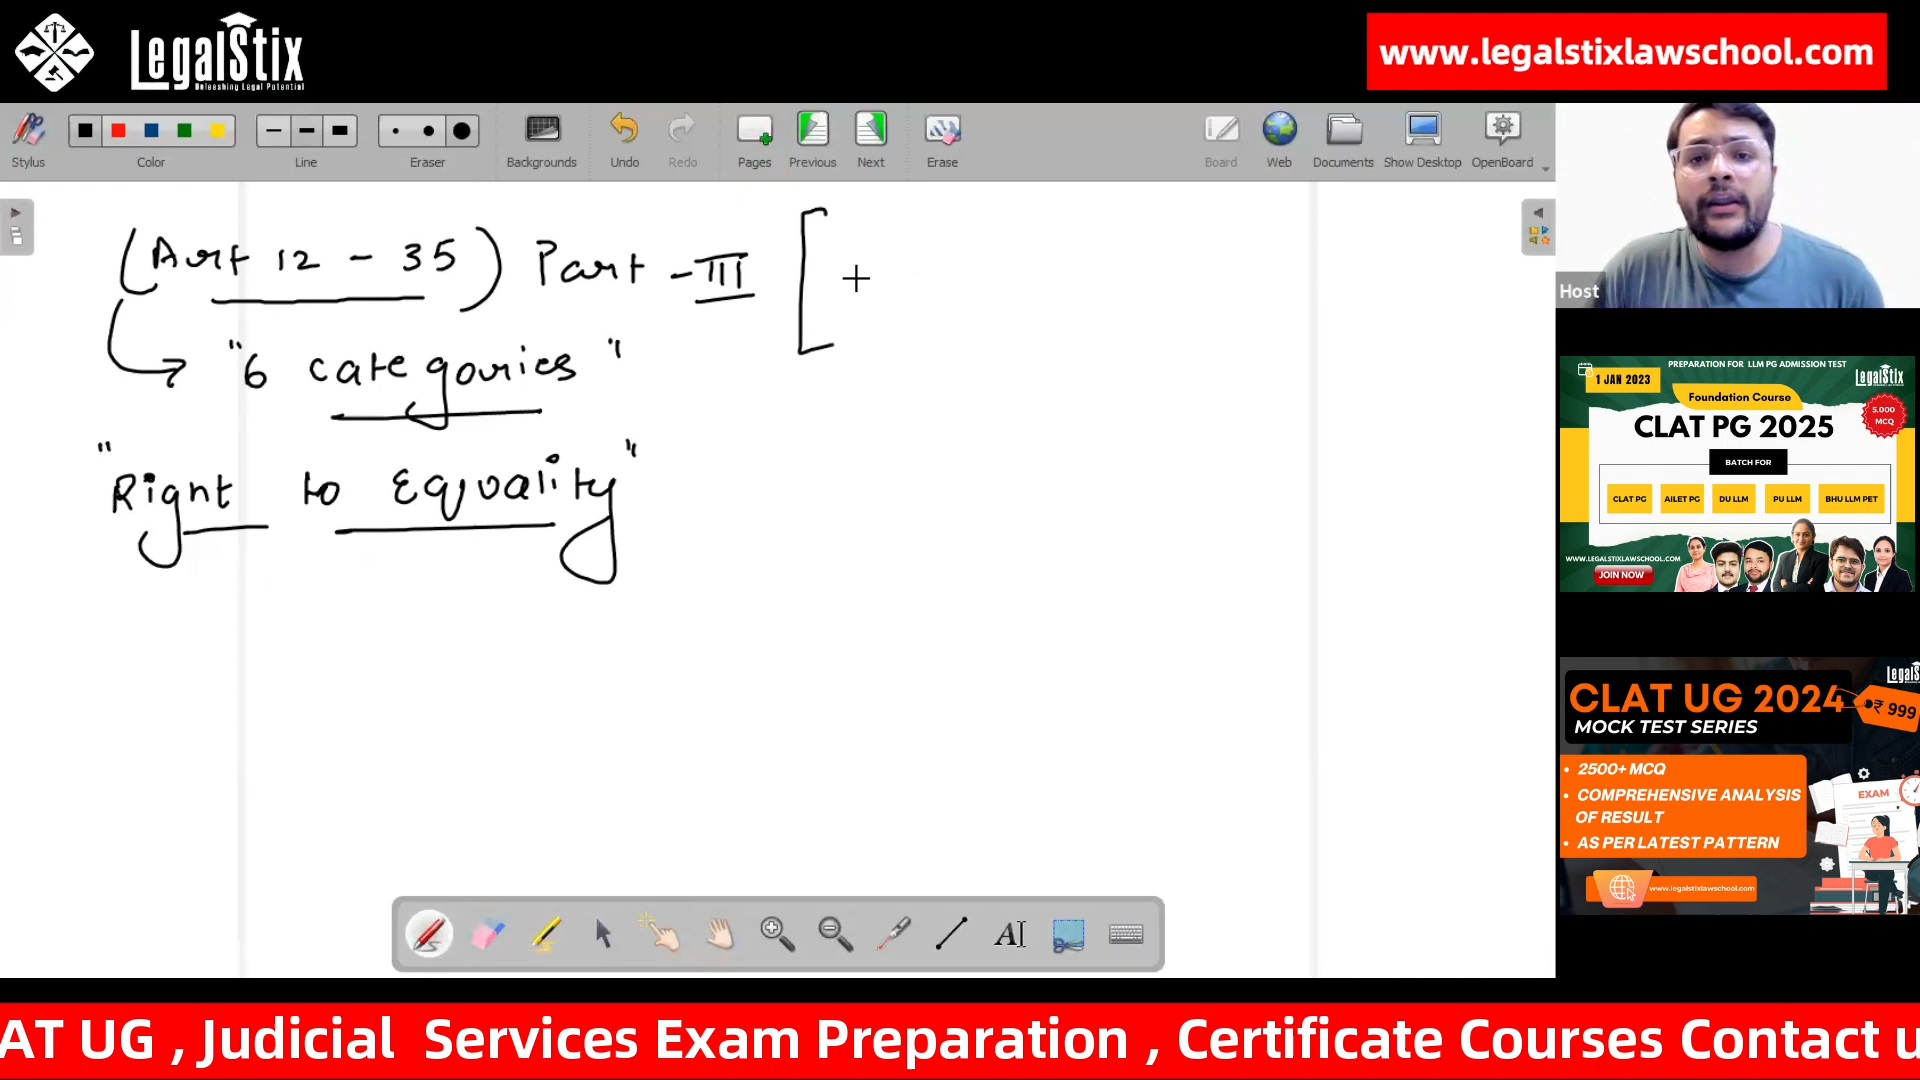 LegalStix
Unleashing Legal Potential
www.legalstixlawschool.com
Stylus
Color
Line
Eraser
Backgrounds
Undo
Redo
Pages
Previous
Next
Erase
Board
Web
Documents
Show Desktop
OpenBoard
(Art 12 - 35) Part - III [
"6 categories"
"Right to Equality"
Host
PREPARATION FOR LLM PG ADMISSION TEST
1 JAN 2023
LegalStix
Foundation Course
5,000
MCQ
CLAT PG 2025
BATCH FOR
CLAT PG
AILET PG
DU LLM
PU LLM
BHU LLM PET
WWW.LEGALSTIXLAWSCHOOL.COM
JOIN NOW
LegalS
CLAT UG 2024
₹ 999
MOCK TEST SERIES
• 2500+ MCQ
• COMPREHENSIVE ANALYSIS
OF RESULT
• AS PER LATEST PATTERN
EXAM
www.legalstixlawschool.com
AI
AT UG , Judicial Services Exam Preparation , Certificate Courses Contact u